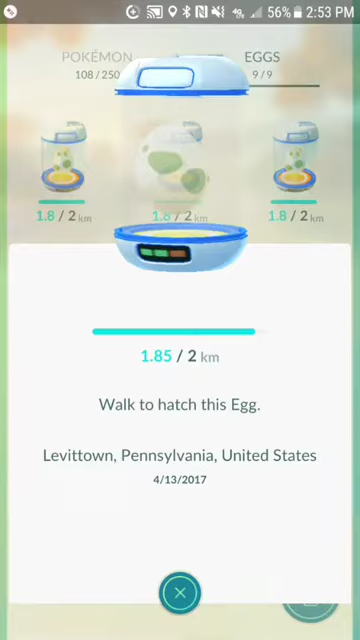 56% 2:53 PM
POKÉMON EGGS
108 / 250 9 / 9
1.8 / 2 km 1.8 / 2 km 1.8 / 2 km
1.85 / 2 km
Walk to hatch this Egg.
Levittown, Pennsylvania, United States
4/13/2017